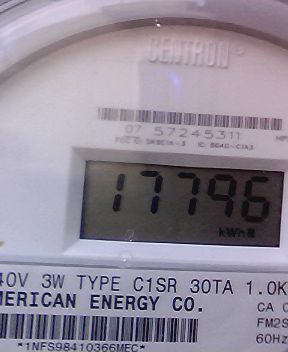 CENTRON®
07 57245311
17796
kWh
40V 3W TYPE C1SR 30TA 1.0K
MERICAN ENERGY CO.
CA
FM2S
60Hz
*1NFS98410366MEC*